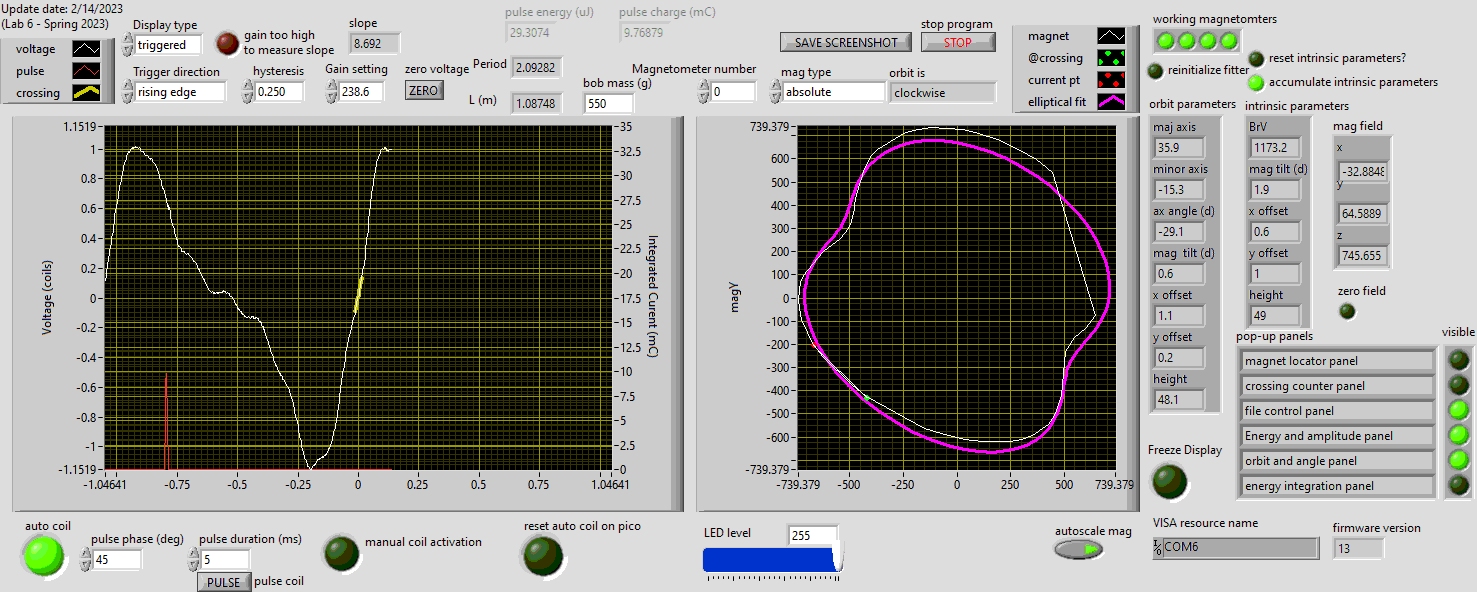 Update date: 2/14/2023
(Lab 6 - Spring 2023)
voltage
pulse
crossing
Display type
triggered
gain too high
to measure slope
slope
8.692
Trigger direction
rising edge
hysteresis
0.250
Gain setting
238.6
zero voltage
ZERO
pulse energy (uJ)
29.3074
pulse charge (mC)
9.76879
Period
2.09282
L (m)
1.08748
bob mass (g)
550
SAVE SCREENSHOT
stop program
STOP
Magnetometer number
0
mag type
absolute
orbit is
clockwise
magnet
@crossing
current pt
elliptical fit
working magnetomters
reinitialize fitter
reset intrinsic parameters?
accumulate intrinsic parameters
orbit parameters
maj axis
35.9
minor axis
-15.3
ax angle (d)
-29.1
mag tilt (d)
0.6
x offset
1.1
y offset
0.2
height
48.1
intrinsic parameters
BrV
1173.2
mag tilt (d)
1.9
x offset
0.6
y offset
1
height
49
mag field
x
-32.8848
y
64.5889
z
745.655
zero field
pop-up panels
visible
magnet locator panel
crossing counter panel
file control panel
Energy and amplitude panel
orbit and angle panel
energy integration panel
Freeze Display
Voltage (coils)
1.1519
1
0.8
0.6
0.4
0.2
0
-0.2
-0.4
-0.6
-0.8
-1
-1.1519
-1.04641
-0.75
-0.5
-0.25
0
0.25
0.5
0.75
1.04641
35
32.5
30
27.5
25
22.5
20
17.5
15
12.5
10
7.5
5
2.5
0
Integrated Current (mC)
magY
739.379
600
500
400
300
200
100
0
-100
-200
-300
-400
-500
-600
-739.379
-739.379
-500
-250
0
250
500
739.379
auto coil
pulse phase (deg)
45
pulse duration (ms)
5
PULSE
pulse coil
manual coil activation
reset auto coil on pico
LED level
255
autoscale mag
VISA resource name
COM6
firmware version
13